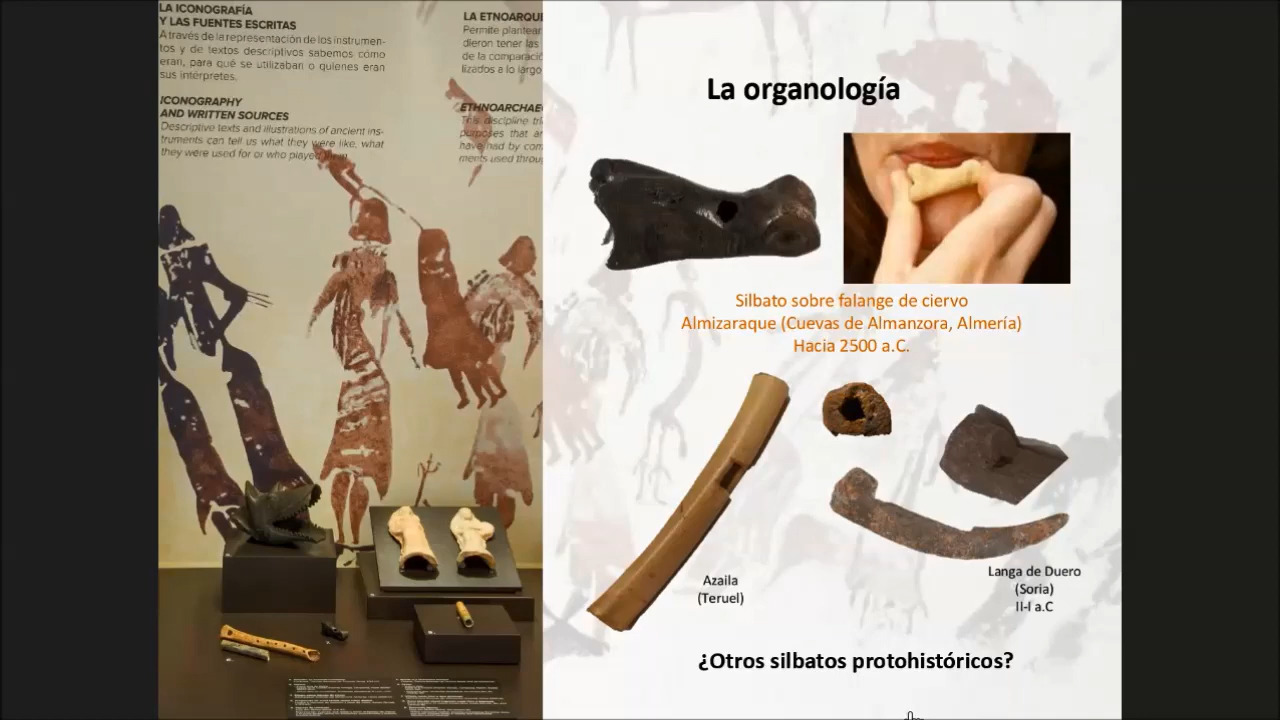 LA ICONOGRAFÍA
Y LAS FUENTES ESCRITAS
A través de la representación de los instrumen-
tos y de textos descriptivos sabemos cómo
eran, para qué se utilizaban o quienes eran
sus intérpretes.
ICONOGRAPHY
AND WRITTEN SOURCES
Descriptive texts and illustrations of ancient ins-
truments can tell us what they were like, what
they were used for or who played them.
LA ETNOARQUE
Permite plantear
dieron tener las
de la comparació
lizados a lo largo
ETHNOARCHAE
This discipline tri
purposes that an
have had by com
ments used throu
La organología
Silbato sobre falange de ciervo
Almizaraque (Cuevas de Almanzora, Almería)
Hacia 2500 a.C.
Azaila
(Teruel)
Langa de Duero
(Soria)
II-I a.C
¿Otros silbatos protohistóricos?